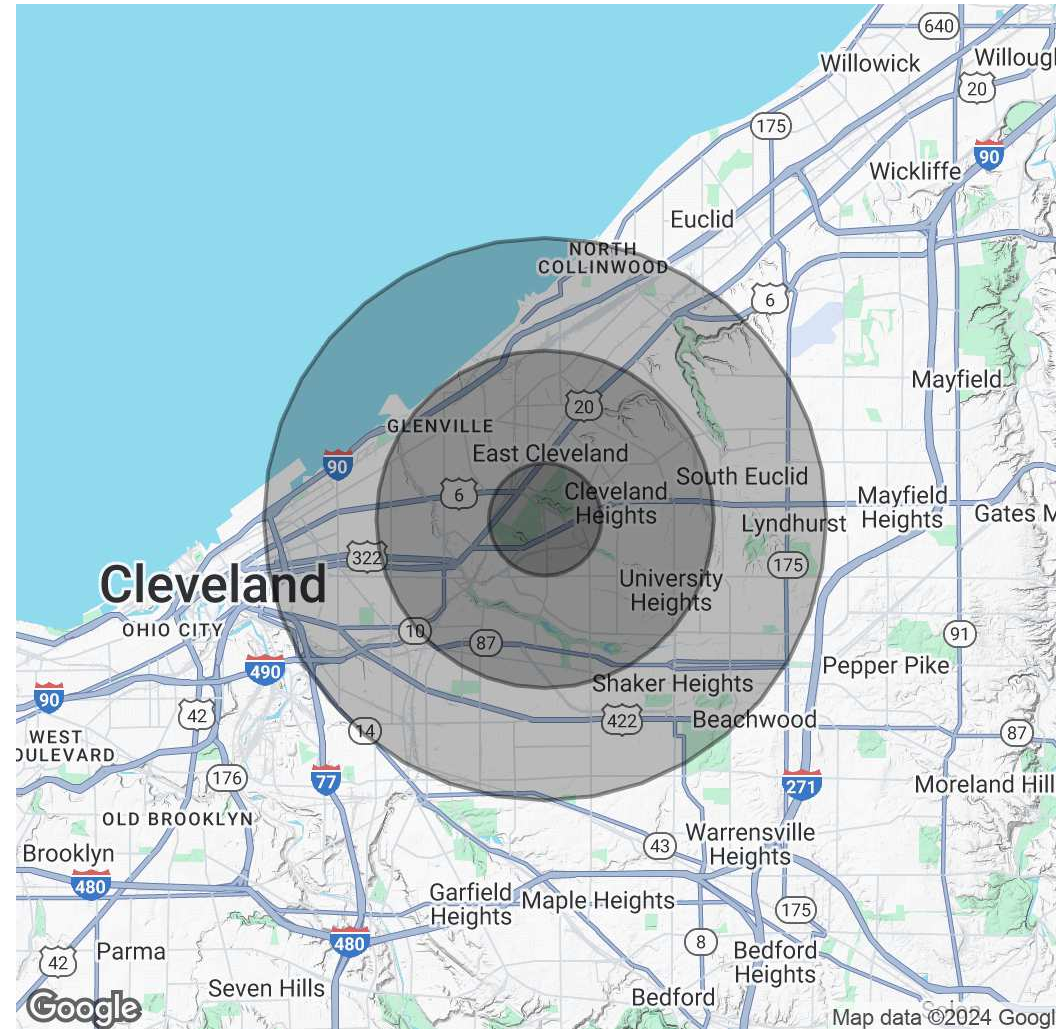 640
Willowick
Willough
20
175
90
Wickliffe
Euclid
NORTH
COLLINWOOD
6
Mayfield
20
GLENVILLE
East Cleveland
90
South Euclid
6
Cleveland
Heights
Mayfield
Heights
Gates M
Lyndhurst
322
175
Cleveland
University
Heights
OHIO CITY
10
87
91
490
Pepper Pike
Shaker Heights
90
42
422
Beachwood
14
87
WEST
OULEVARD
176
77
271
Moreland Hill
OLD BROOKLYN
Warrensville
Heights
43
Brooklyn
480
Garfield
Heights
Maple Heights
175
480
8
Parma
42
Bedford
Heights
Seven Hills
Bedford
Google
Map data ©2024 Googl